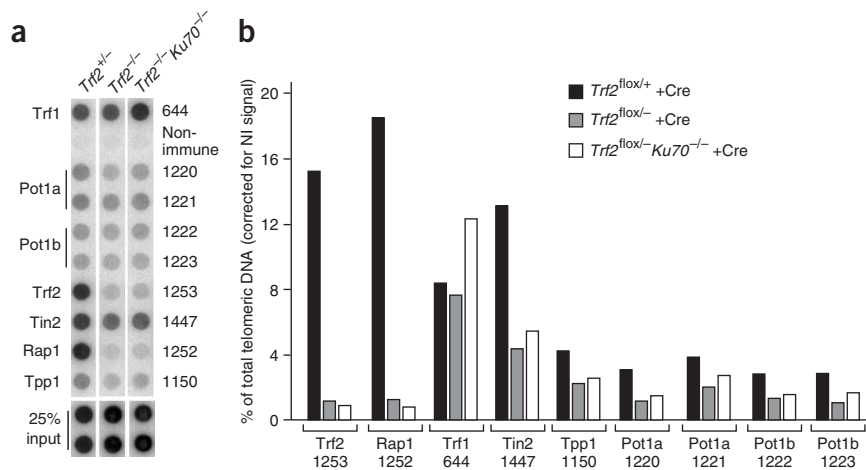 a
Trf2+/−
Trf2−/−
Trf2−/− Ku70−/−
Trf1
644
Non-
immune
Pot1a
1220
1221
Pot1b
1222
1223
Trf2
1253
Tin2
1447
Rap1
1252
Tpp1
1150
25%
input
b
% of total telomeric DNA (corrected for NI signal)
20
16
12
8
4
0
Trf2flox/+ +Cre
Trf2flox/− +Cre
Trf2flox/−Ku70−/− +Cre
Trf2 Rap1 Trf1 Tin2 Tpp1 Pot1a Pot1a Pot1b Pot1b
1253 1252 644 1447 1150 1220 1221 1222 1223